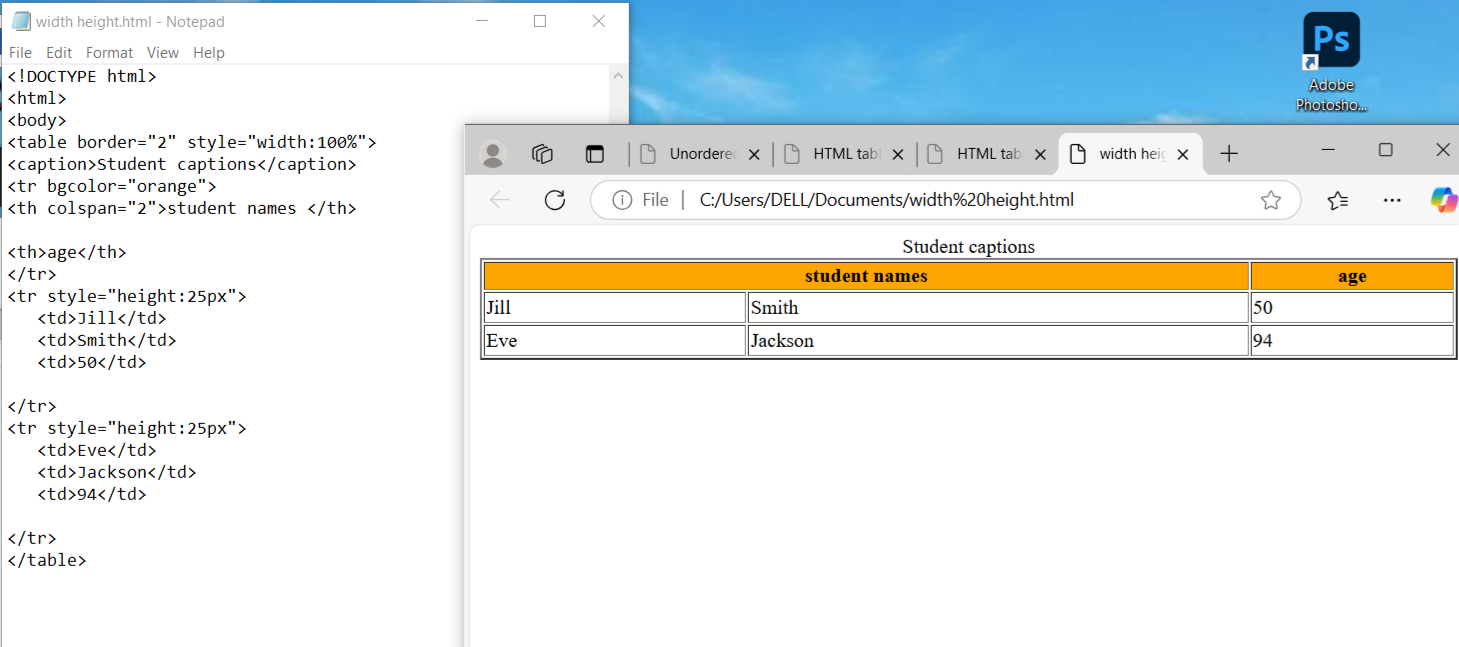 width height.html - Notepad
File Edit Format View Help
<!DOCTYPE html>
<html>
<body>
<table border="2" style="width:100%">
<caption>Student captions</caption>
<tr bgcolor="orange">
<th colspan="2">student names </th>
<th>age</th>
</tr>
<tr style="height:25px">
<td>Jill</td>
<td>Smith</td>
<td>50</td>
</tr>
<tr style="height:25px">
<td>Eve</td>
<td>Jackson</td>
<td>94</td>
</tr>
</table>
Ps
Adobe
Photosho...
Unordered HTML tab HTML tab width heig
File C:/Users/DELL/Documents/width%20height.html
Student captions
student names age
Jill Smith 50
Eve Jackson 94